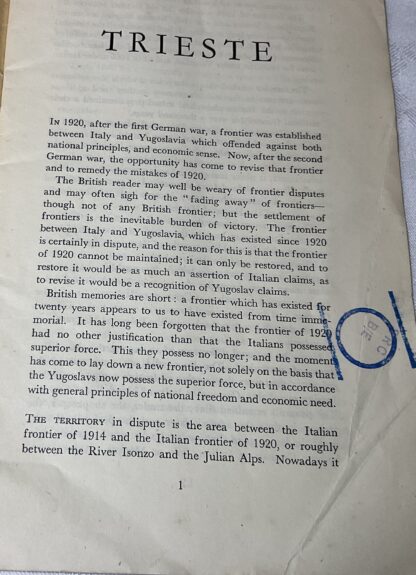 TRIESTE
IN 1920, after the first German war, a frontier was established
between Italy and Yugoslavia which offended against both
national principles, and economic sense. Now, after the second
German war, the opportunity has come to revise that frontier
and to remedy the mistakes of 1920.
The British reader may well be weary of frontier disputes
and may often sigh for the "fading away" of frontiers—
though not of any British frontier; but the settlement of
frontiers is the inevitable burden of victory. The frontier
between Italy and Yugoslavia, which has existed since 1920
is certainly in dispute, and the reason for this is that the frontier
of 1920 cannot be maintained; it can only be restored, and to
restore it would be as much an assertion of Italian claims, as
to revise it would be a recognition of Yugoslav claims.
British memories are short: a frontier which has existed for
twenty years appears to us to have existed from time immem-
morial. It has long been forgotten that the frontier of 1920
had no other justification than that the Italians possessed
superior force. This they possess no longer; and the moment
has come to lay down a new frontier, not solely on the basis that
the Yugoslavs now possess the superior force, but in accordance
with general principles of national freedom and economic need.
THE TERRITORY in dispute is the area between the Italian
frontier of 1914 and the Italian frontier of 1920, or roughly
between the River Isonzo and the Julian Alps. Nowadays it
1